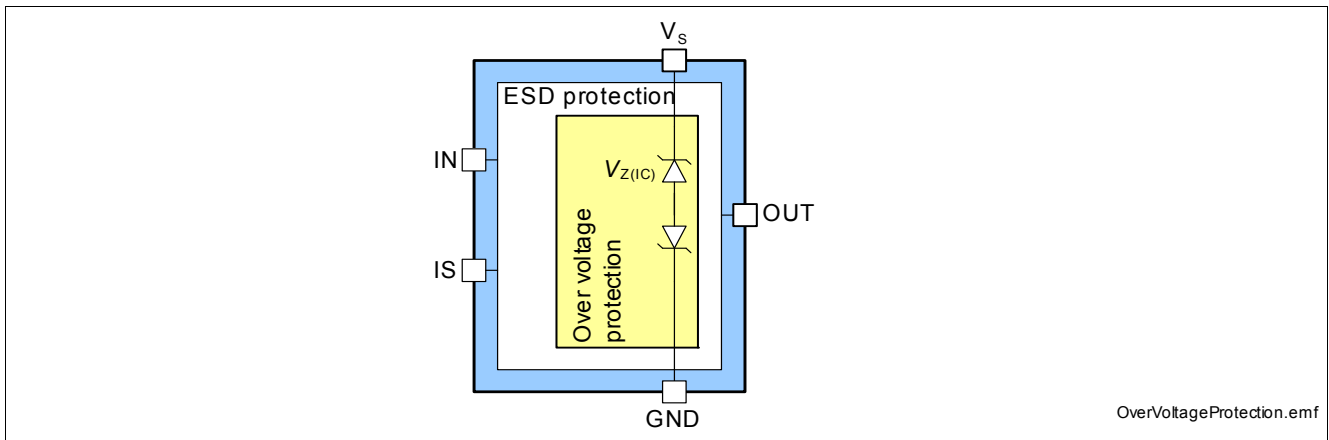 VS
ESD protection
IN
VZ(IC)
OUT
Over voltage
protection
IS
GND
OverVoltageProtection.emf